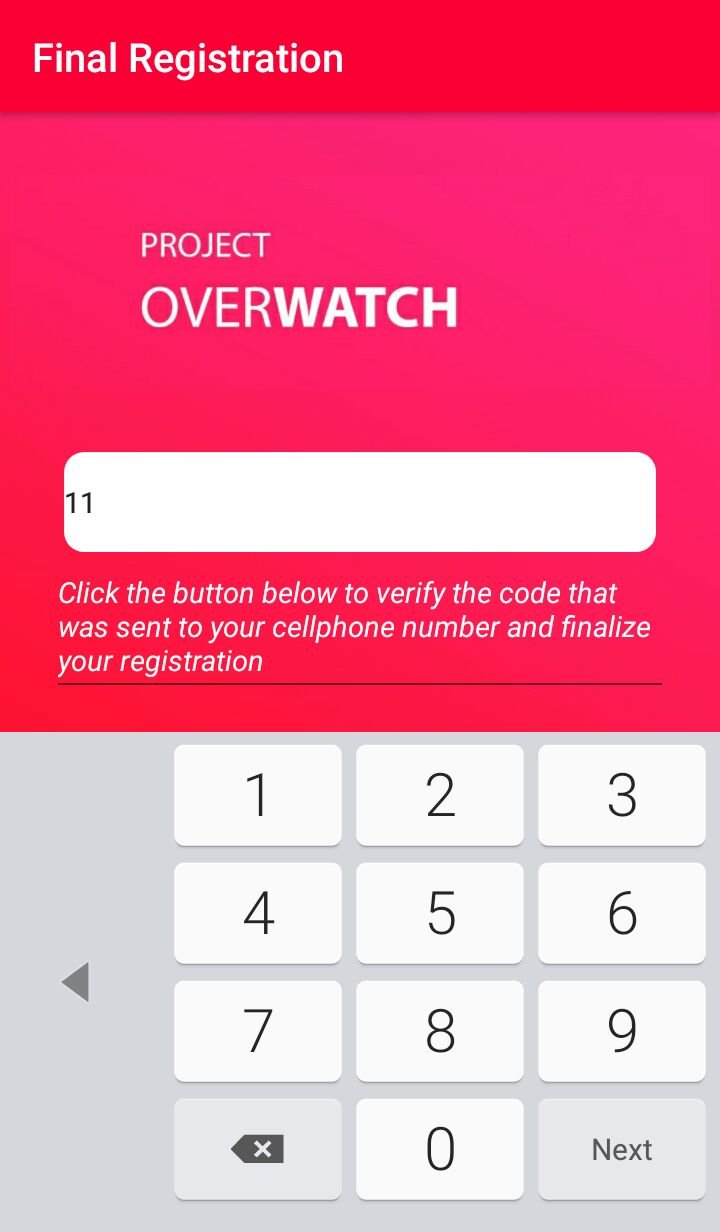 Final Registration
PROJECT
OVERWATCH
11
Click the button below to verify the code that
was sent to your cellphone number and finalize
your registration
1 2 3
4 5 6
7 8 9
0 Next